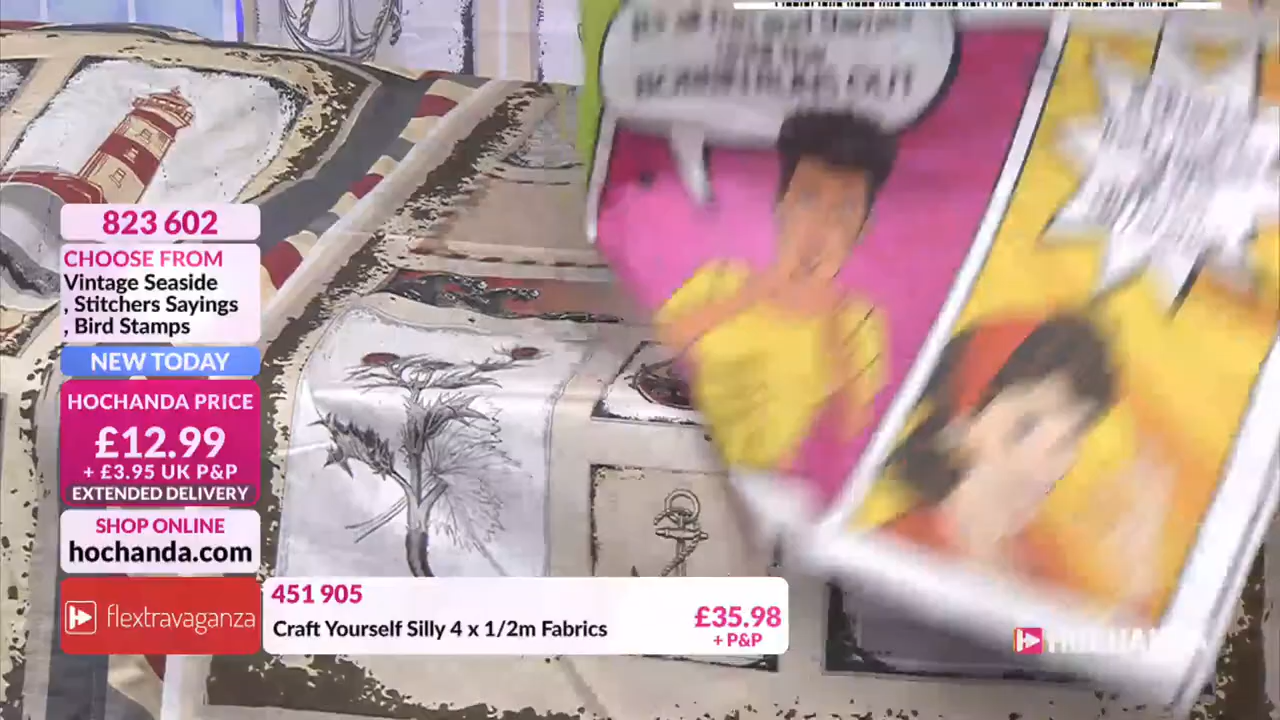 823 602
CHOOSE FROM
Vintage Seaside
, Stitchers Sayings
, Bird Stamps
NEW TODAY
HOCHANDA PRICE
£12.99
+ £3.95 UK P&P
EXTENDED DELIVERY
SHOP ONLINE
hochanda.com
flextravaganza
451 905
Craft Yourself Silly 4 x 1/2m Fabrics
£35.98
+ P&P